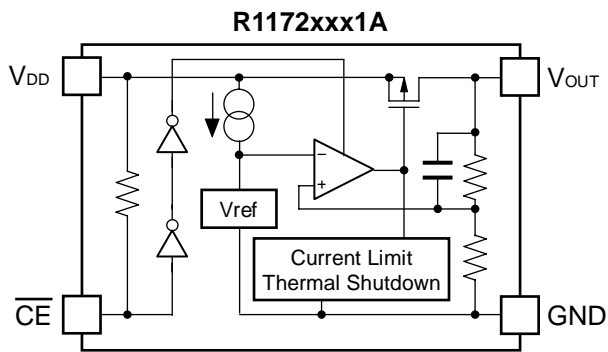 R1172xxx1A
VDD
VOUT
−
+
Vref
Current Limit
Thermal Shutdown
CE
GND